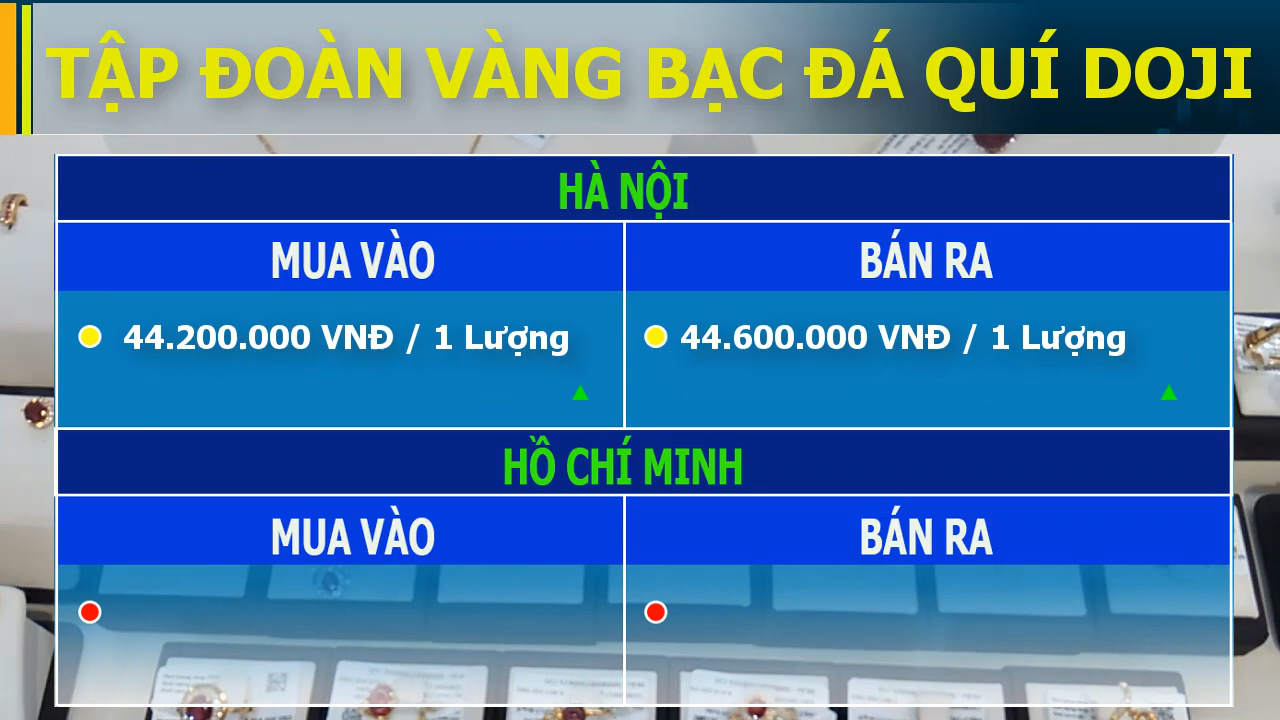 TẬP ĐOÀN VÀNG BẠC ĐÁ QUÍ DOJI
HÀ NỘI
MUA VÀO
BÁN RA
44.200.000 VNĐ / 1 Lượng
44.600.000 VNĐ / 1 Lượng
HỒ CHÍ MINH
MUA VÀO
BÁN RA